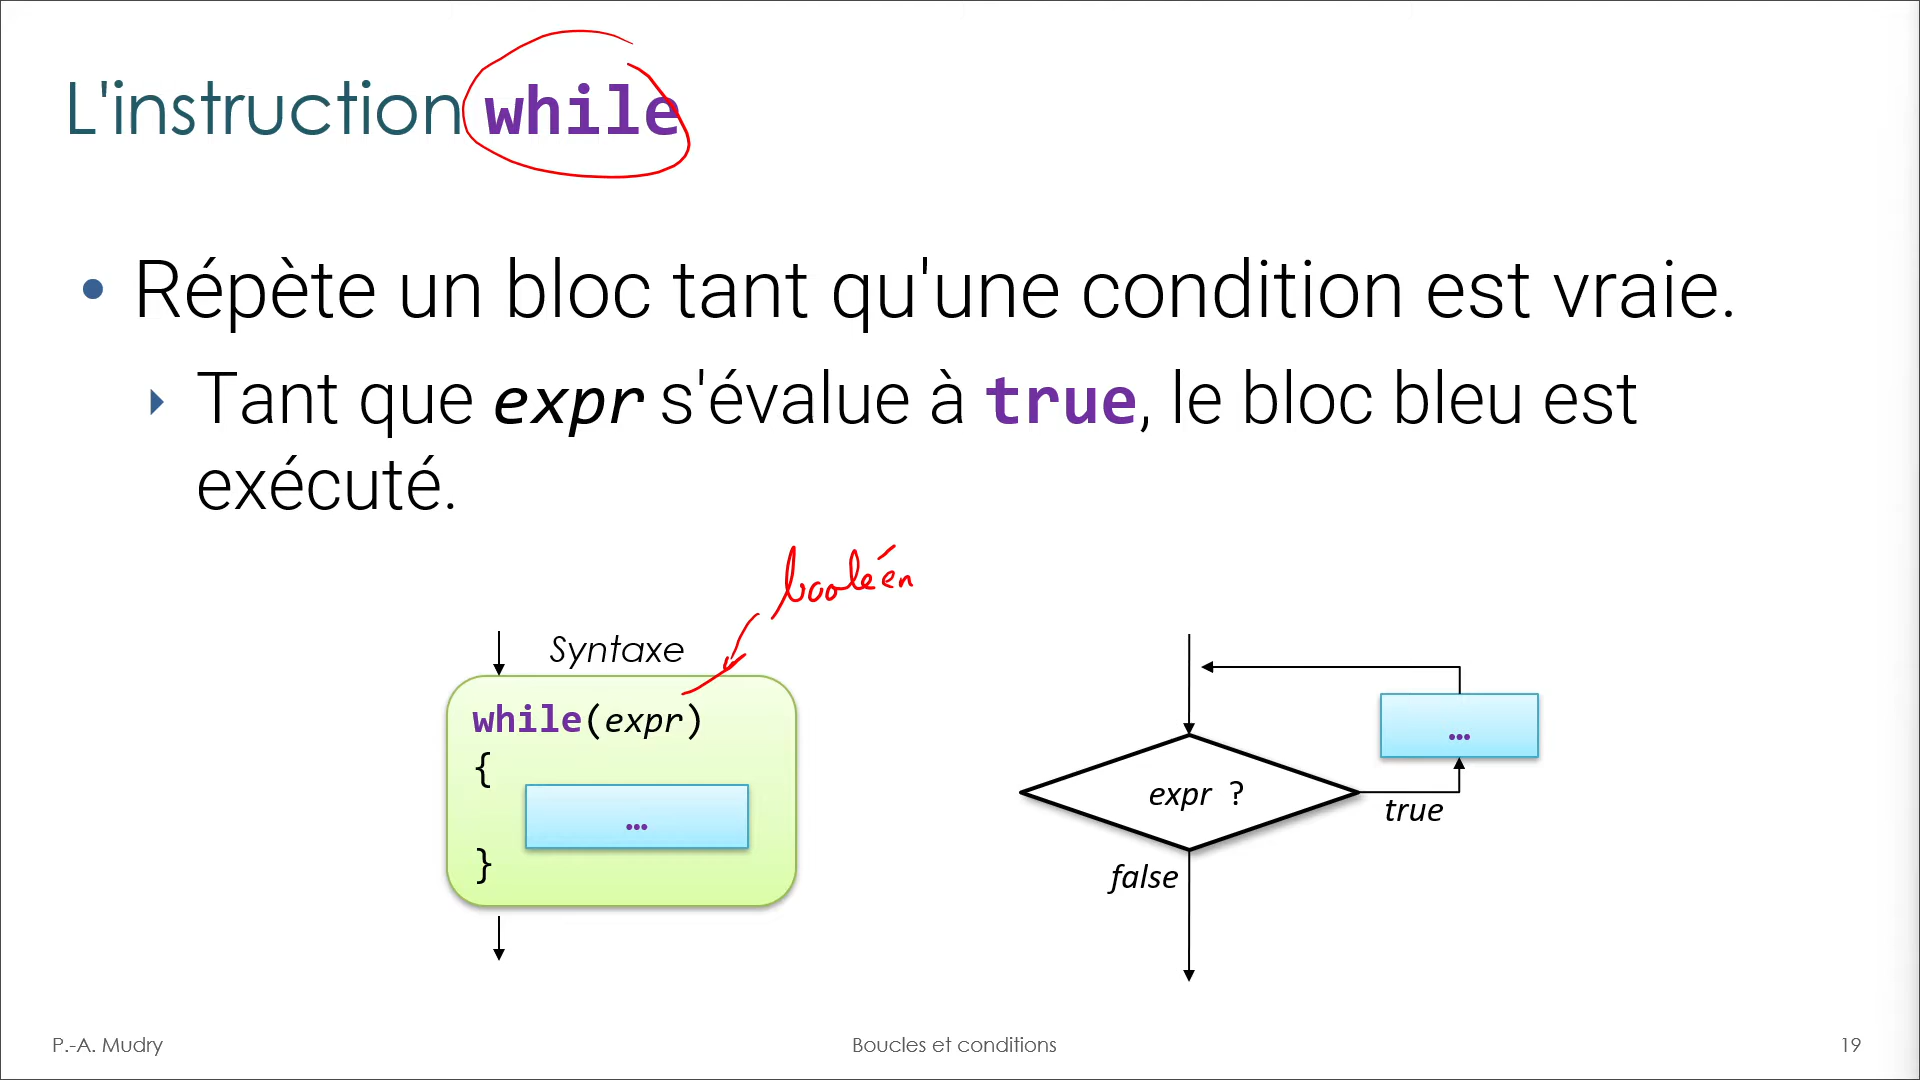 L'instruction while
• Répète un bloc tant qu'une condition est vraie.
Tant que expr s'évalue à true, le bloc bleu est
exécuté.
booléen
Syntaxe
while(expr)
{
...
}
...
expr ?
true
false
P.-A. Mudry
Boucles et conditions
19